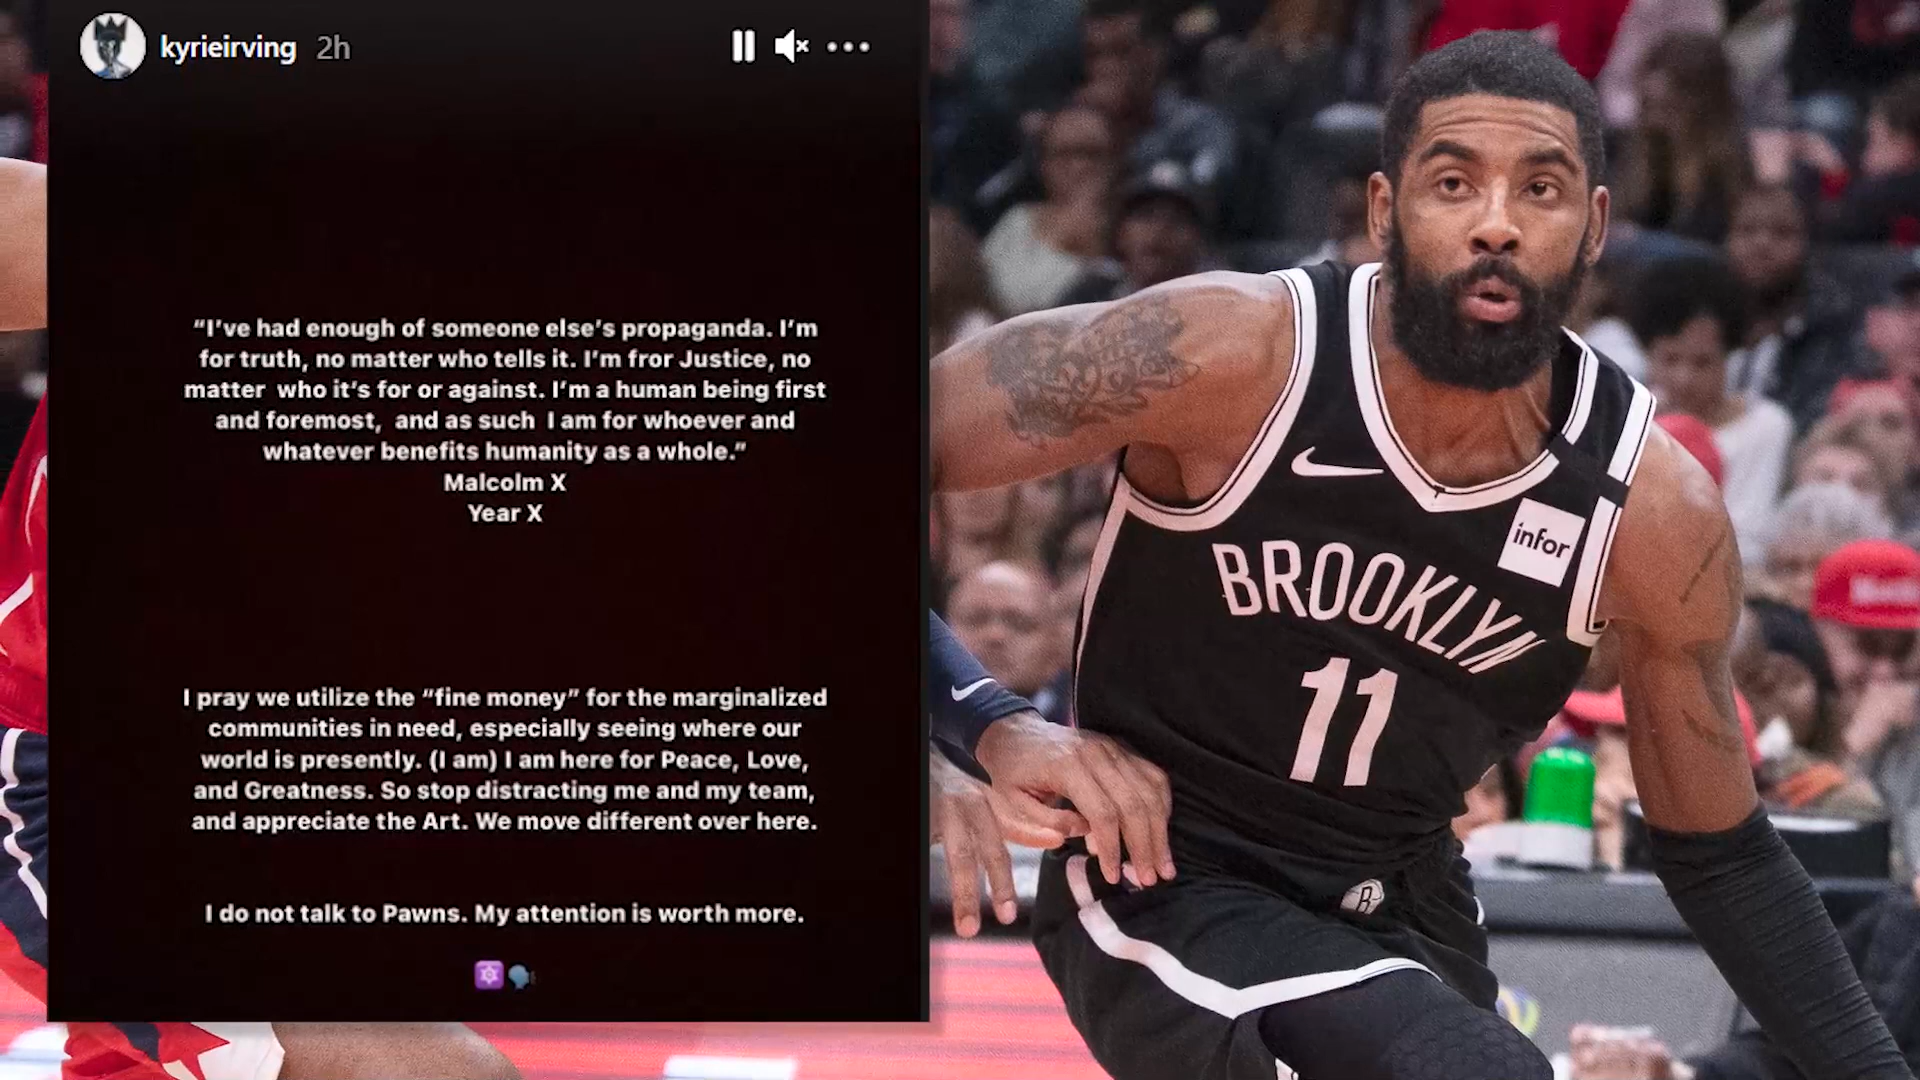 kyrieirving 2h
“I’ve had enough of someone else’s propaganda. I’m
for truth, no matter who tells it. I’m fror Justice, no
matter who it’s for or against. I’m a human being first
and foremost, and as such I am for whoever and
whatever benefits humanity as a whole.”
Malcolm X
Year X
I pray we utilize the “fine money” for the marginalized
communities in need, especially seeing where our
world is presently. (I am) I am here for Peace, Love,
and Greatness. So stop distracting me and my team,
and appreciate the Art. We move different over here.
I do not talk to Pawns. My attention is worth more.
infor
BROOKLYN
11
B